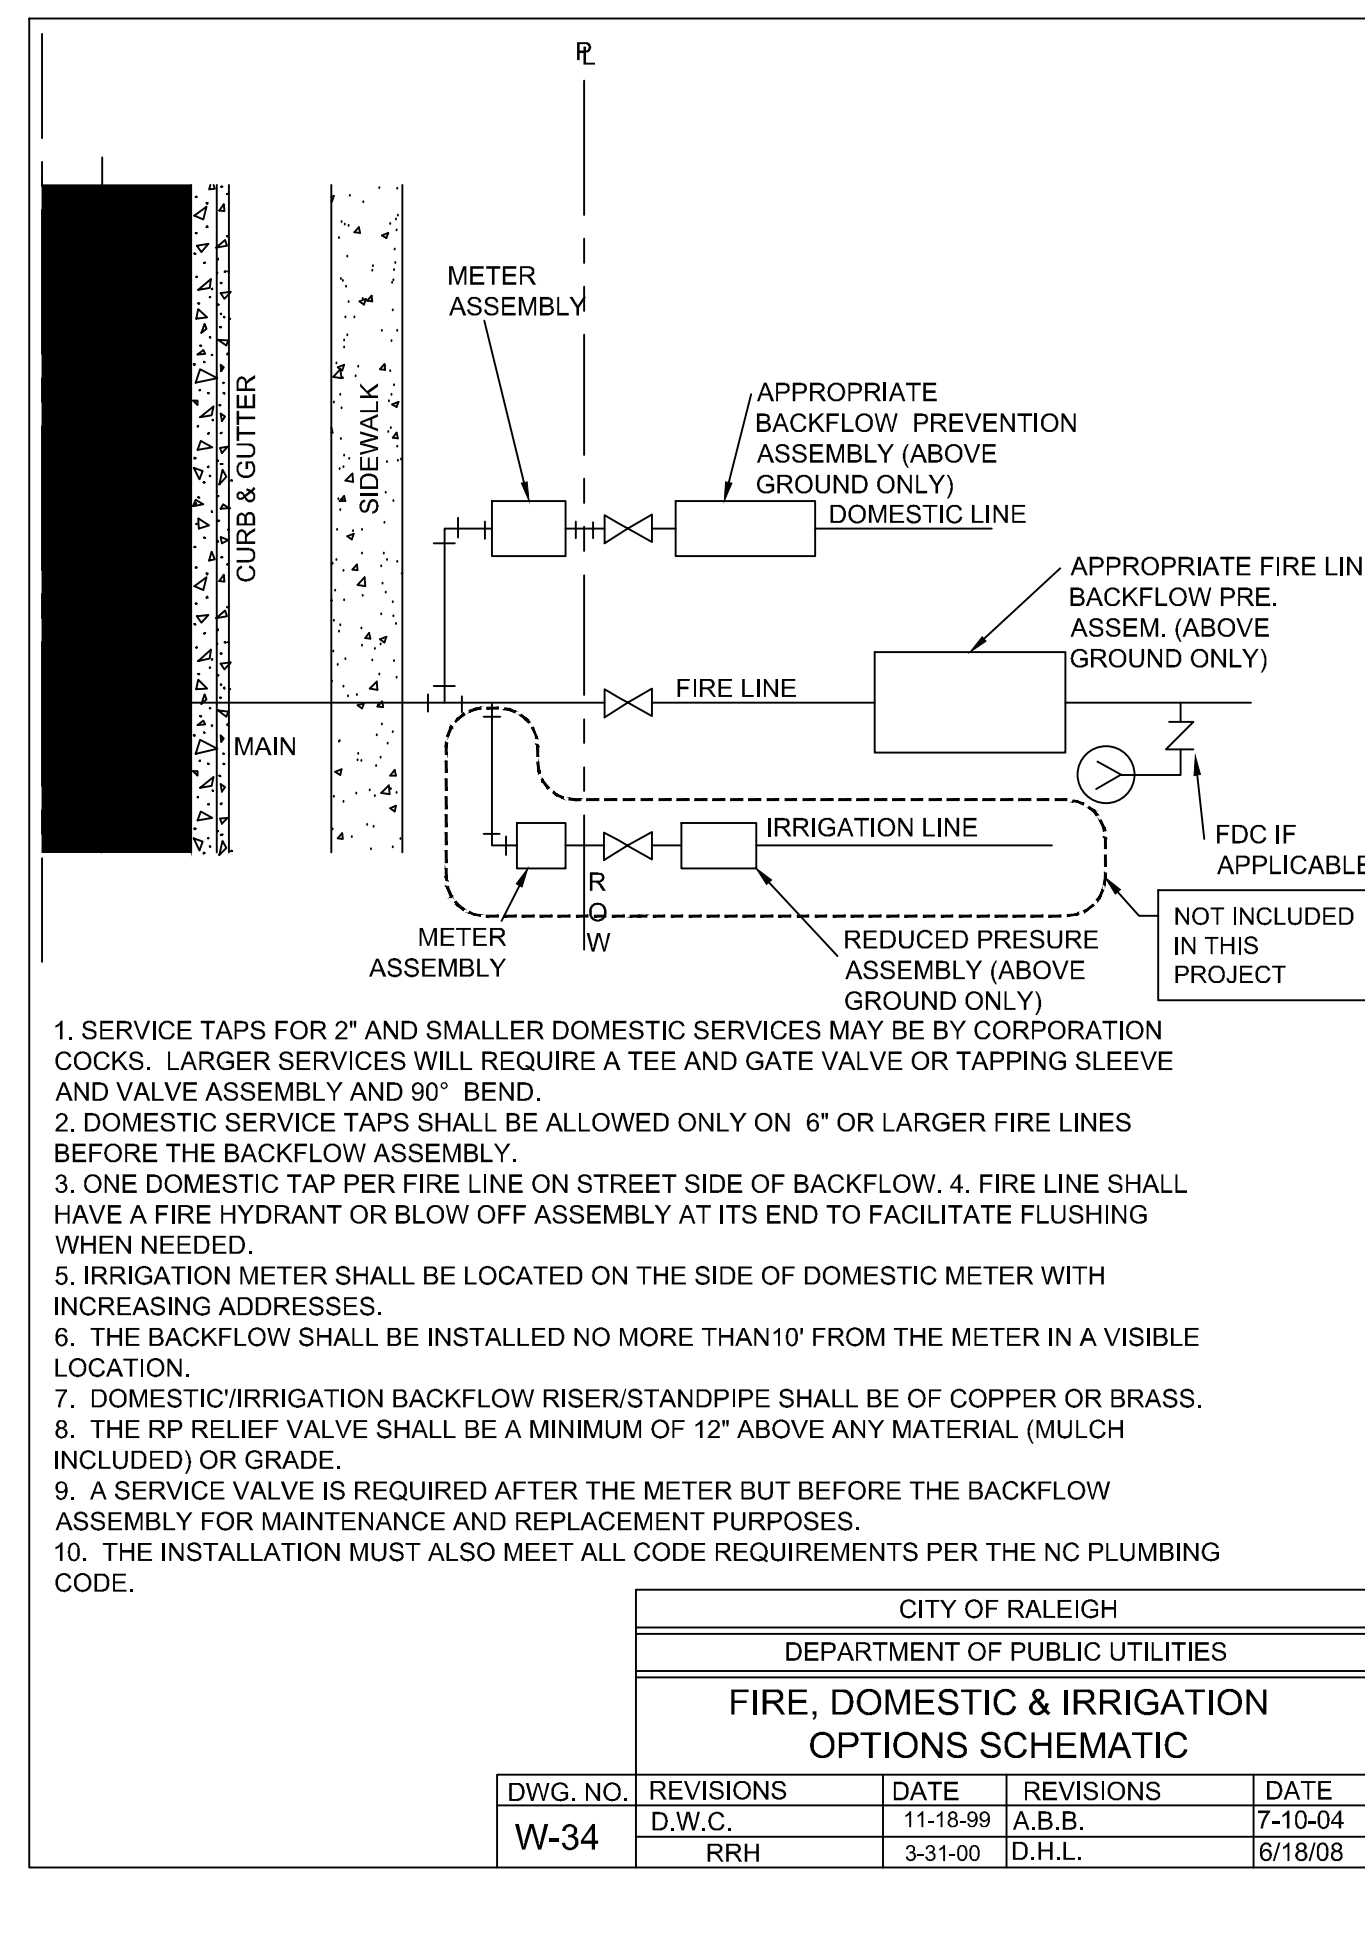 PL
METER
ASSEMBLY
APPROPRIATE
BACKFLOW PREVENTION
ASSEMBLY (ABOVE
GROUND ONLY)
DOMESTIC LINE
CURB & GUTTER
SIDEWALK
APPROPRIATE FIRE LIN
BACKFLOW PRE.
ASSEM. (ABOVE
GROUND ONLY)
FIRE LINE
MAIN
IRRIGATION LINE
FDC IF
APPLICABLE
ROW
METER
ASSEMBLY
REDUCED PRESURE
ASSEMBLY (ABOVE
GROUND ONLY)
NOT INCLUDED
IN THIS
PROJECT
1. SERVICE TAPS FOR 2" AND SMALLER DOMESTIC SERVICES MAY BE BY CORPORATION
COCKS. LARGER SERVICES WILL REQUIRE A TEE AND GATE VALVE OR TAPPING SLEEVE
AND VALVE ASSEMBLY AND 90° BEND.
2. DOMESTIC SERVICE TAPS SHALL BE ALLOWED ONLY ON 6" OR LARGER FIRE LINES
BEFORE THE BACKFLOW ASSEMBLY.
3. ONE DOMESTIC TAP PER FIRE LINE ON STREET SIDE OF BACKFLOW. 4. FIRE LINE SHALL
HAVE A FIRE HYDRANT OR BLOW OFF ASSEMBLY AT ITS END TO FACILITATE FLUSHING
WHEN NEEDED.
5. IRRIGATION METER SHALL BE LOCATED ON THE SIDE OF DOMESTIC METER WITH
INCREASING ADDRESSES.
6. THE BACKFLOW SHALL BE INSTALLED NO MORE THAN10' FROM THE METER IN A VISIBLE
LOCATION.
7. DOMESTIC'/IRRIGATION BACKFLOW RISER/STANDPIPE SHALL BE OF COPPER OR BRASS.
8. THE RP RELIEF VALVE SHALL BE A MINIMUM OF 12" ABOVE ANY MATERIAL (MULCH
INCLUDED) OR GRADE.
9. A SERVICE VALVE IS REQUIRED AFTER THE METER BUT BEFORE THE BACKFLOW
ASSEMBLY FOR MAINTENANCE AND REPLACEMENT PURPOSES.
10. THE INSTALLATION MUST ALSO MEET ALL CODE REQUIREMENTS PER THE NC PLUMBING
CODE.
CITY OF RALEIGH
DEPARTMENT OF PUBLIC UTILITIES
FIRE, DOMESTIC & IRRIGATION
OPTIONS SCHEMATIC
DWG. NO. REVISIONS DATE REVISIONS DATE
W-34
D.W.C. 11-18-99 A.B.B. 7-10-04
RRH 3-31-00 D.H.L. 6/18/08